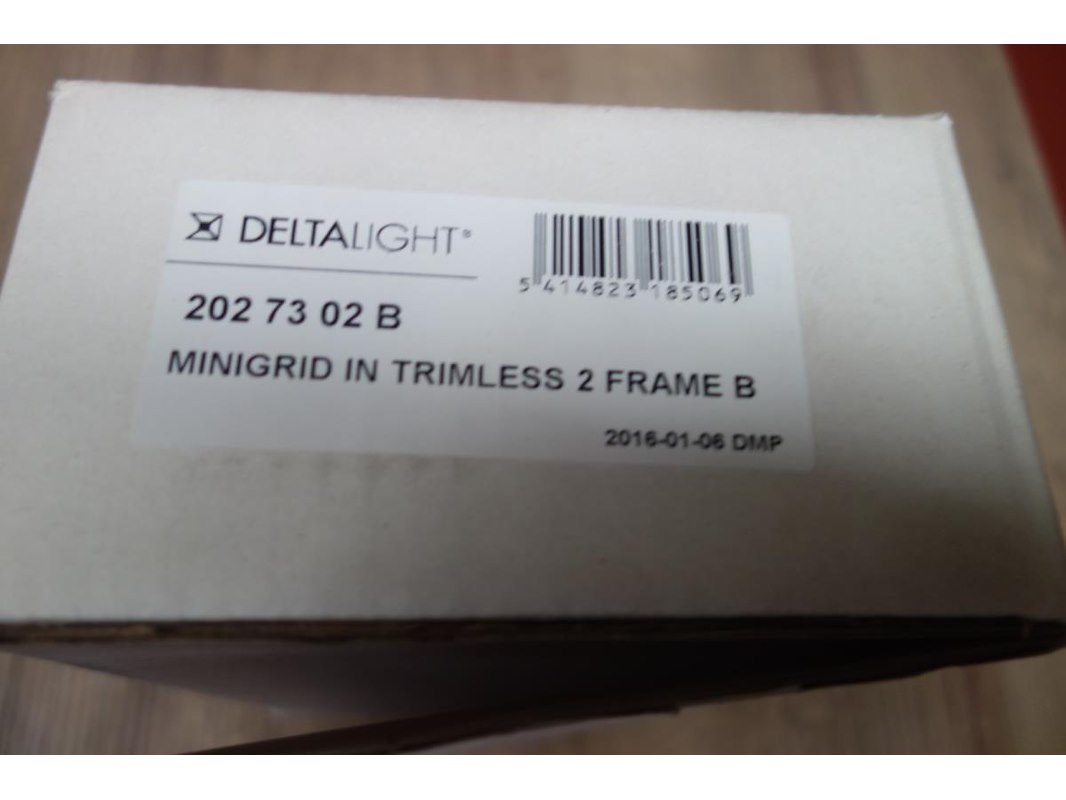 DELTALIGHT®
5 414823 185069
202 73 02 B
MINIGRID IN TRIMLESS 2 FRAME B
2016-01-06 DMP